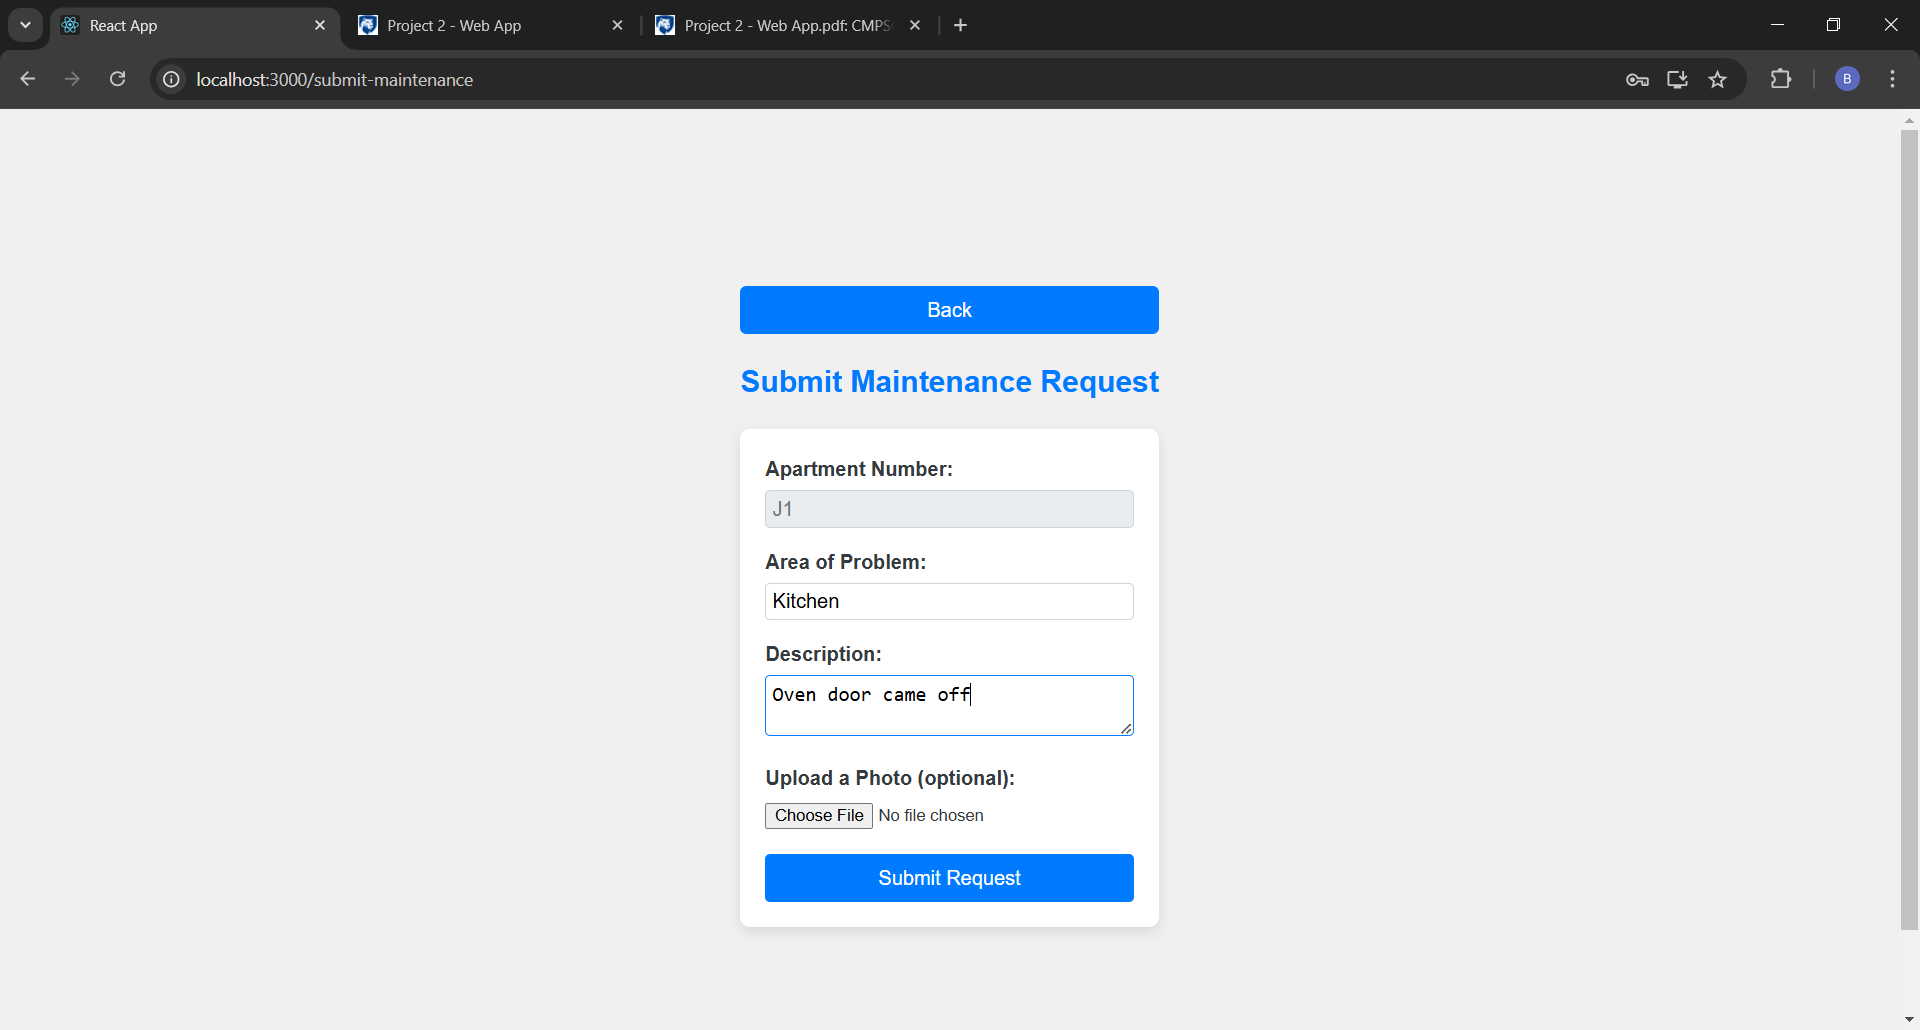 React App
Project 2 - Web App
Project 2 - Web App.pdf: CMPS
localhost:3000/submit-maintenance
B
Back
Submit Maintenance Request
Apartment Number:
J1
Area of Problem:
Kitchen
Description:
Oven door came off
Upload a Photo (optional):
Choose File No file chosen
Submit Request